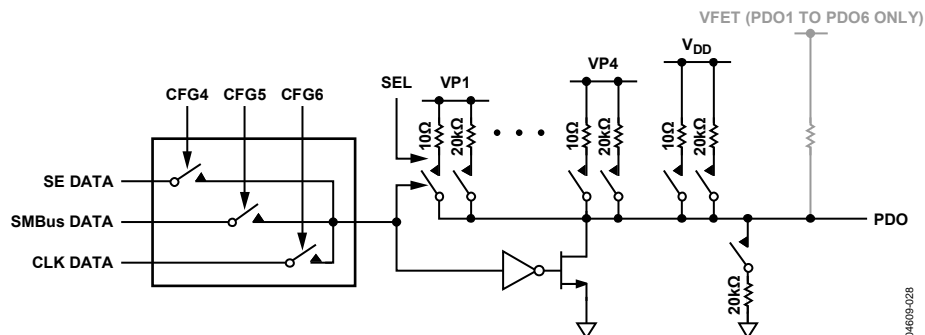 VFET (PDO1 TO PDO6 ONLY)
V_DD
VP4
SEL
VP1
CFG4 CFG5 CFG6
10Ω
20kΩ
10Ω
20kΩ
10Ω
20kΩ
SE DATA
SMBus DATA
CLK DATA
PDO
20kΩ
04609-028